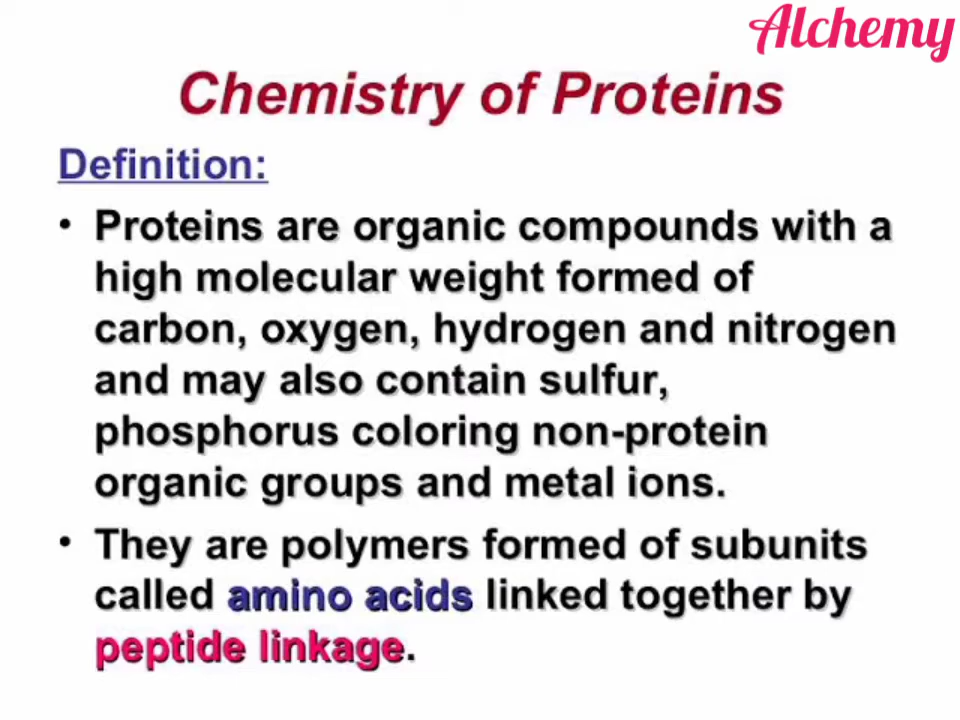 Alchemy
Chemistry of Proteins
Definition:
• Proteins are organic compounds with a
high molecular weight formed of
carbon, oxygen, hydrogen and nitrogen
and may also contain sulfur,
phosphorus coloring non-protein
organic groups and metal ions.
• They are polymers formed of subunits
called amino acids linked together by
peptide linkage.